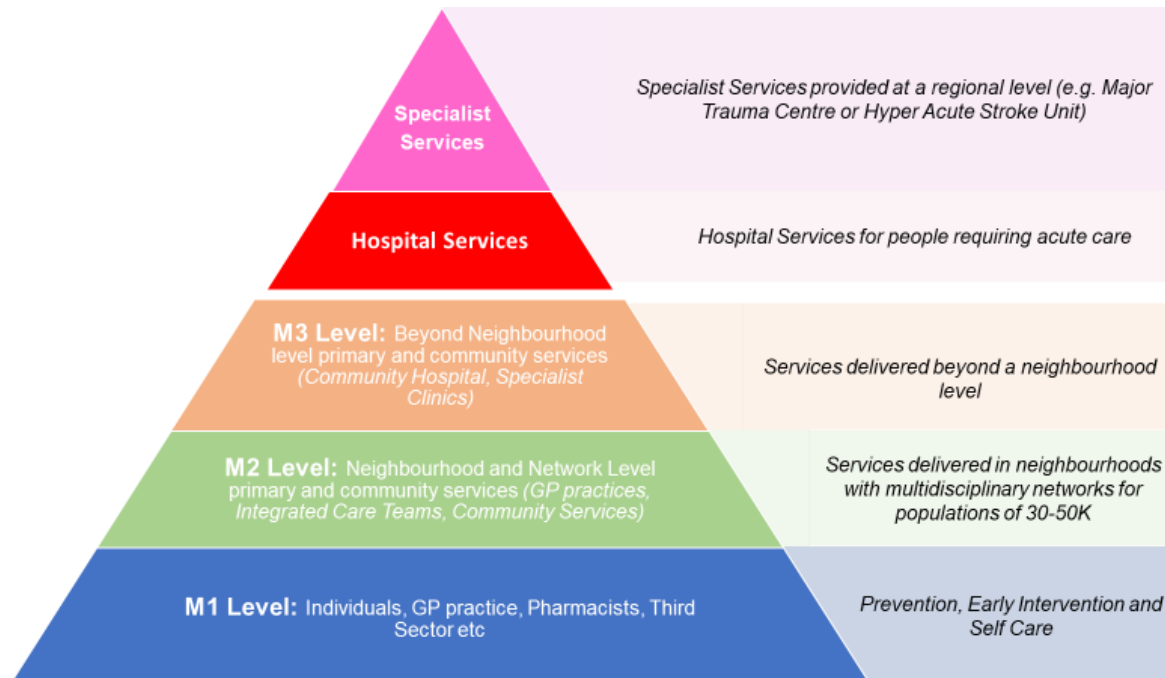 Specialist
Services
Specialist Services provided at a regional level (e.g. Major
Trauma Centre or Hyper Acute Stroke Unit)
Hospital Services
Hospital Services for people requiring acute care
M3 Level: Beyond Neighbourhood
level primary and community services
(Community Hospital, Specialist
Clinics)
Services delivered beyond a neighbourhood
level
M2 Level: Neighbourhood and Network Level
primary and community services (GP practices,
Integrated Care Teams, Community Services)
Services delivered in neighbourhoods
with multidisciplinary networks for
populations of 30-50K
M1 Level: Individuals, GP practice, Pharmacists, Third
Sector etc
Prevention, Early Intervention and
Self Care